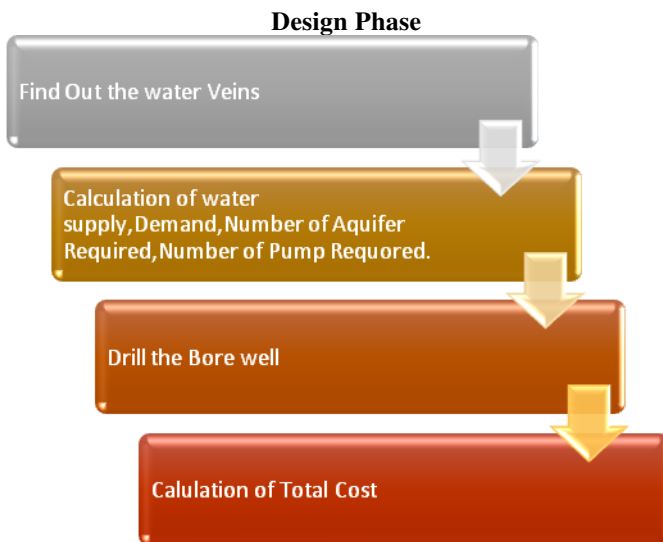 Design Phase
Find Out the water Veins
Calculation of water
supply,Demand,Number of Aquifer
Required,Number of Pump Requored.
Drill the Bore well
Calulation of Total Cost